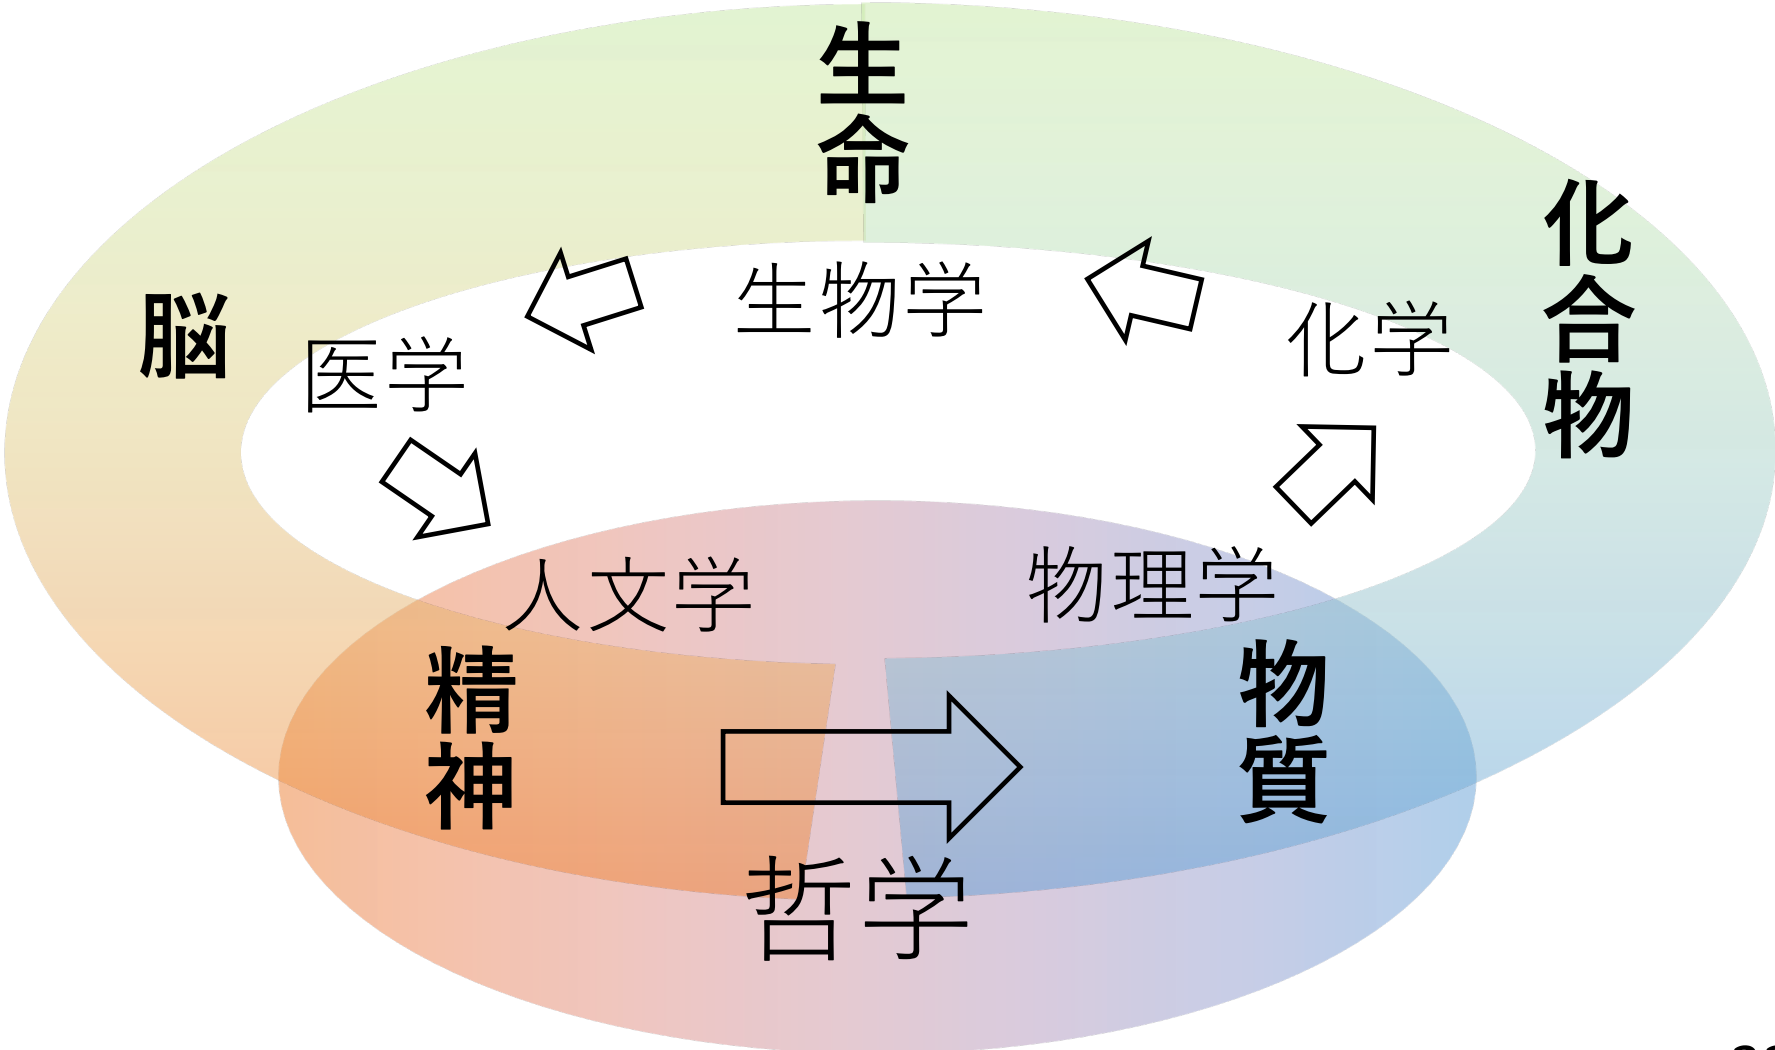 生命
化合物
脳
生物学
化学
医学
人文学
物理学
精神
物質
哲学